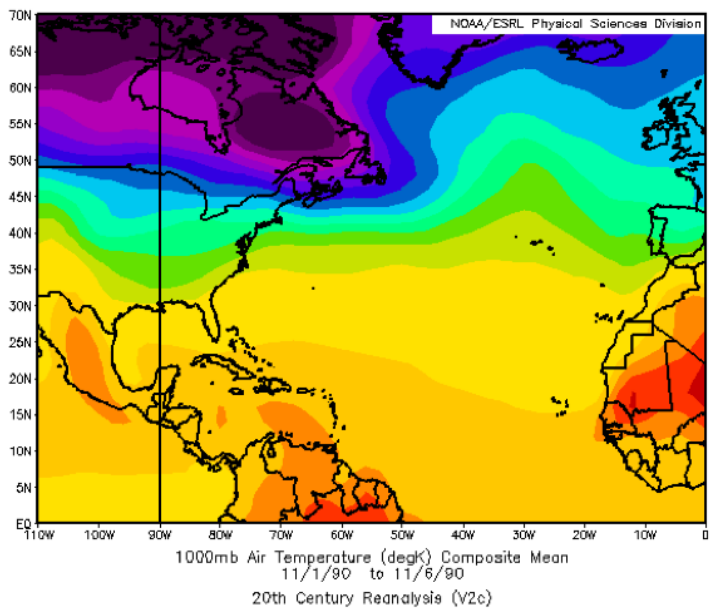 NOAA/ESRL Physical Sciences Division
70N
65N
60N
55N
50N
45N
40N
35N
30N
25N
20N
15N
10N
5N
EQ
110W 100W 90W 80W 70W 60W 50W 40W 30W 20W 10W 0
1000mb Air Temperature (degK) Composite Mean
11/1/90 to 11/6/90
20th Century Reanalysis (V2c)